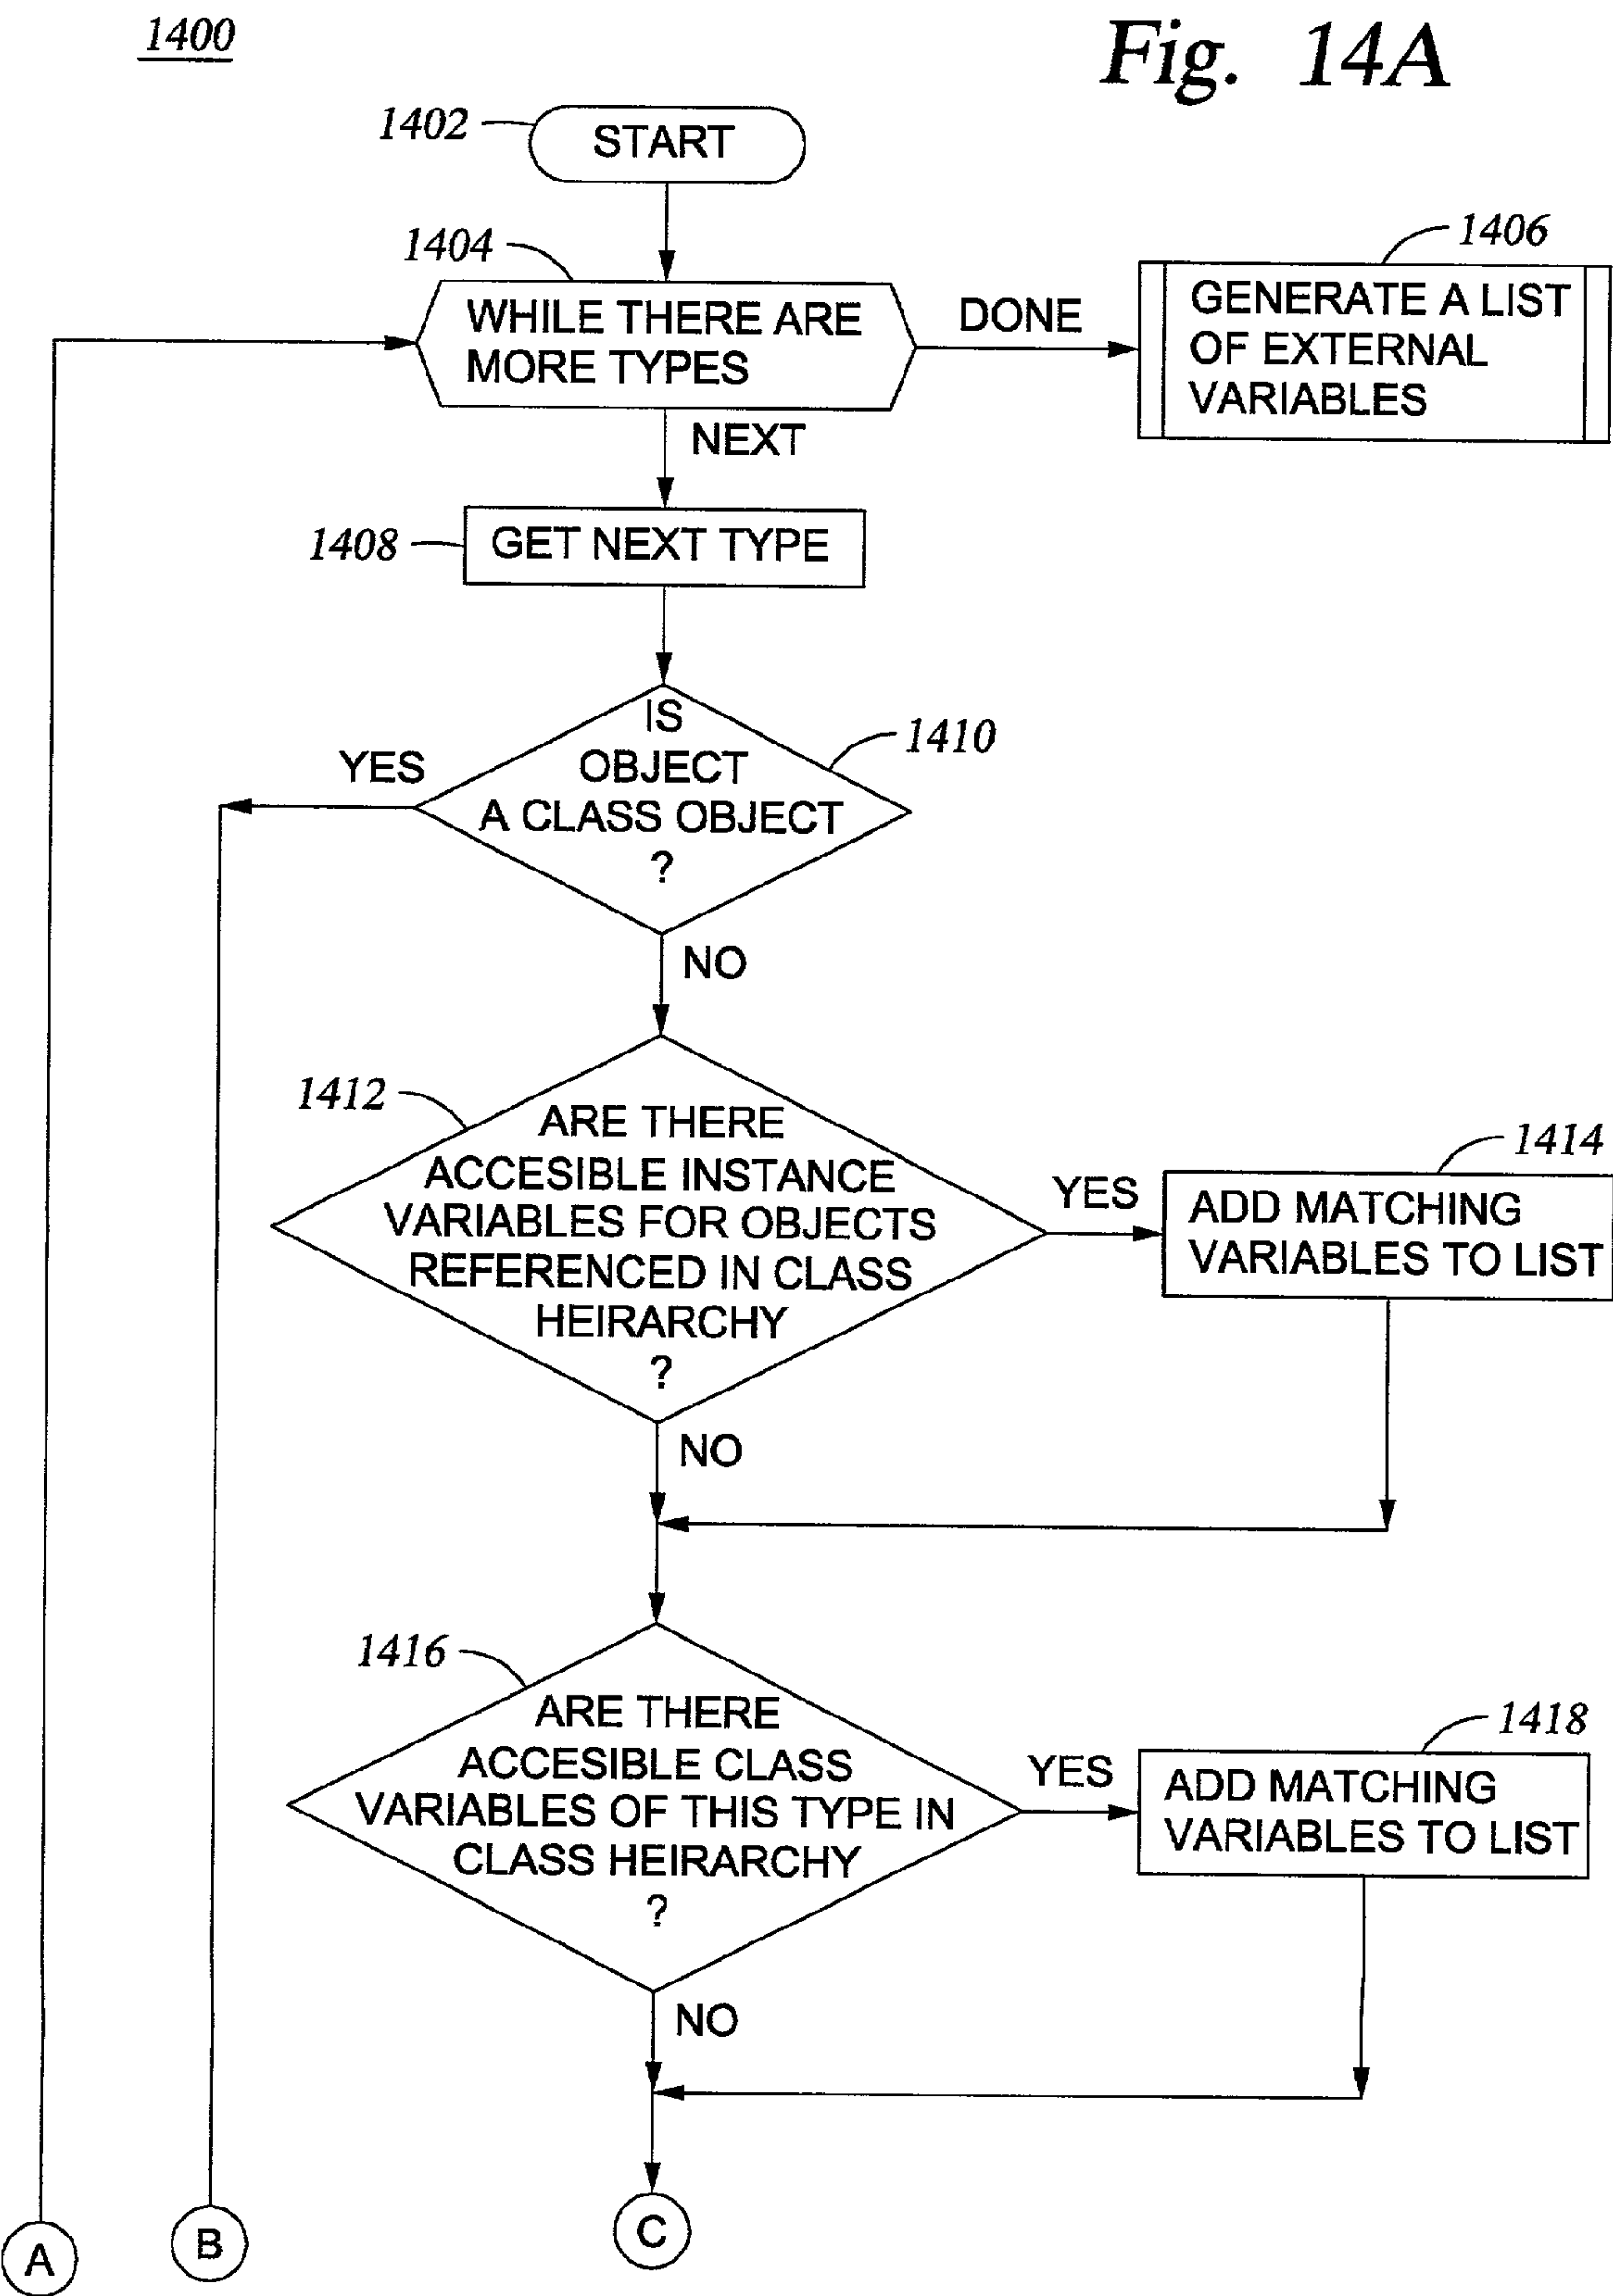 1400
Fig. 14A
1402
START
1404
WHILE THERE ARE
MORE TYPES
DONE
1406
GENERATE A LIST
OF EXTERNAL
VARIABLES
NEXT
1408
GET NEXT TYPE
IS
OBJECT
A CLASS OBJECT
?
1410
YES
NO
1412
ARE THERE
ACCESIBLE INSTANCE
VARIABLES FOR OBJECTS
REFERENCED IN CLASS
HEIRARCHY
?
YES
1414
ADD MATCHING
VARIABLES TO LIST
NO
1416
ARE THERE
ACCESIBLE CLASS
VARIABLES OF THIS TYPE IN
CLASS HEIRARCHY
?
YES
1418
ADD MATCHING
VARIABLES TO LIST
NO
A
B
C